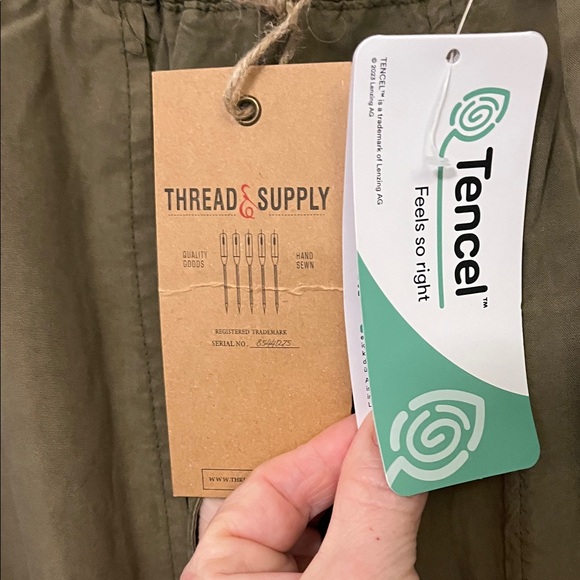 THREAD & SUPPLY
QUALITY GOODS
HAND SEWN
REGISTERED TRADEMARK
SERIAL NO.
TENCEL™ is a trademark of Lenzing AG
© 2023 Lenzing AG
Tencel™
Feels so right